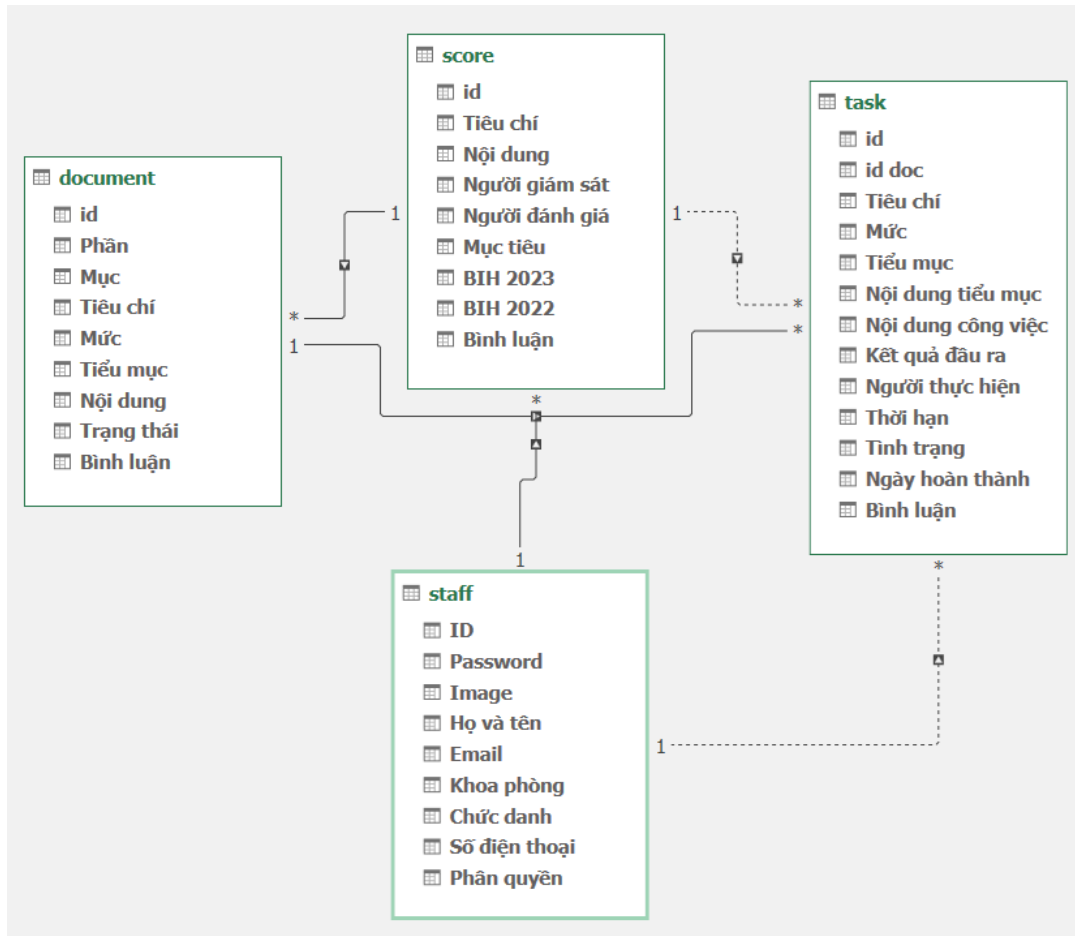 score
id
Tiêu chí
Nội dung
Người giám sát
Người đánh giá
Mục tiêu
BIH 2023
BIH 2022
Bình luận
task
id
id doc
Tiêu chí
Mức
Tiểu mục
Nội dung tiểu mục
Nội dung công việc
Kết quả đầu ra
Người thực hiện
Thời hạn
Tình trạng
Ngày hoàn thành
Bình luận
document
id
Phần
Mục
Tiêu chí
Mức
Tiểu mục
Nội dung
Trạng thái
Bình luận
1
*
1
*
1
*
*
1
staff
ID
Password
Image
Họ và tên
Email
Khoa phòng
Chức danh
Số điện thoại
Phân quyền
1
*